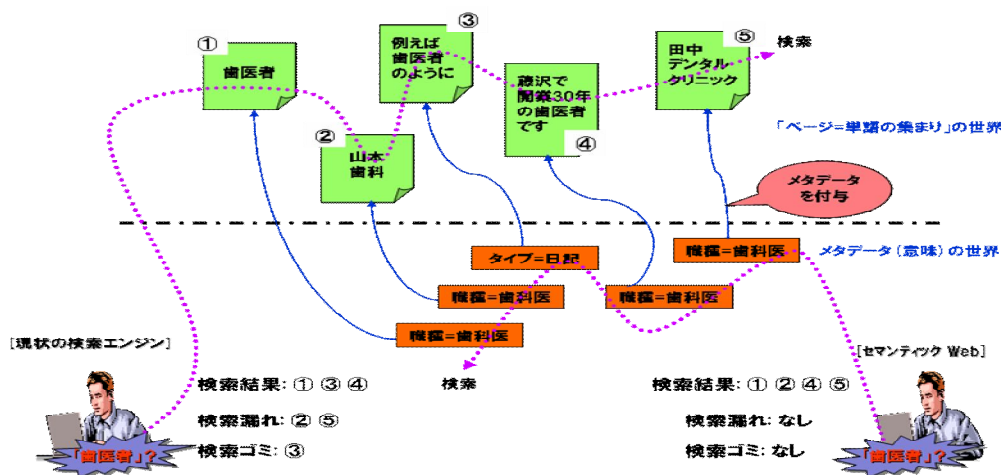 ①
歯医者
②
山本
歯科
③
例えば
歯医者
のように
藤沢で
開業30年
の歯医者
です
④
⑤
田中
デンタル
クリニック
検索
「ページ=単語の集まり」の世界
メタデータ
を付与
メタデータ(意味)の世界
タイプ=日記
職種=歯科医
職種=歯科医
職種=歯科医
職種=歯科医
検索
[現状の検索エンジン]
検索結果: ① ③ ④
検索漏れ: ② ⑤
検索ゴミ: ③
「歯医者」?
[セマンティック Web]
検索結果: ① ② ④ ⑤
検索漏れ: なし
検索ゴミ: なし
「歯医者」?